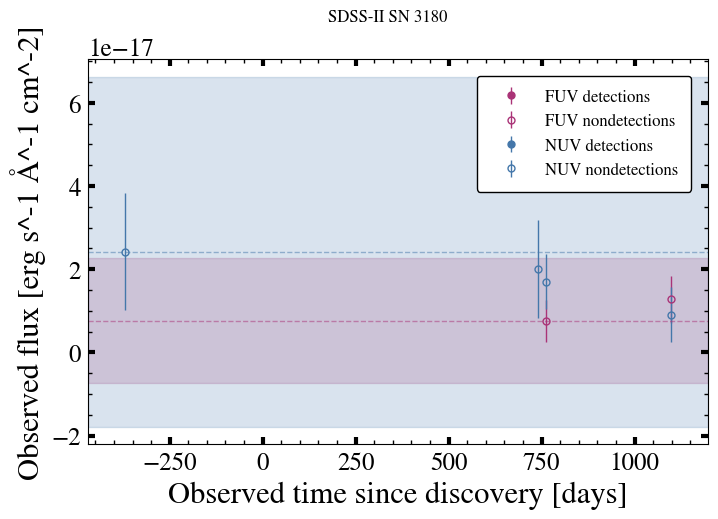 SDSS-II SN 3180
1e−17
Observed flux [erg s^-1 Å^-1 cm^-2]
6
4
2
0
−2
FUV detections
FUV nondetections
NUV detections
NUV nondetections
−250 0 250 500 750 1000
Observed time since discovery [days]